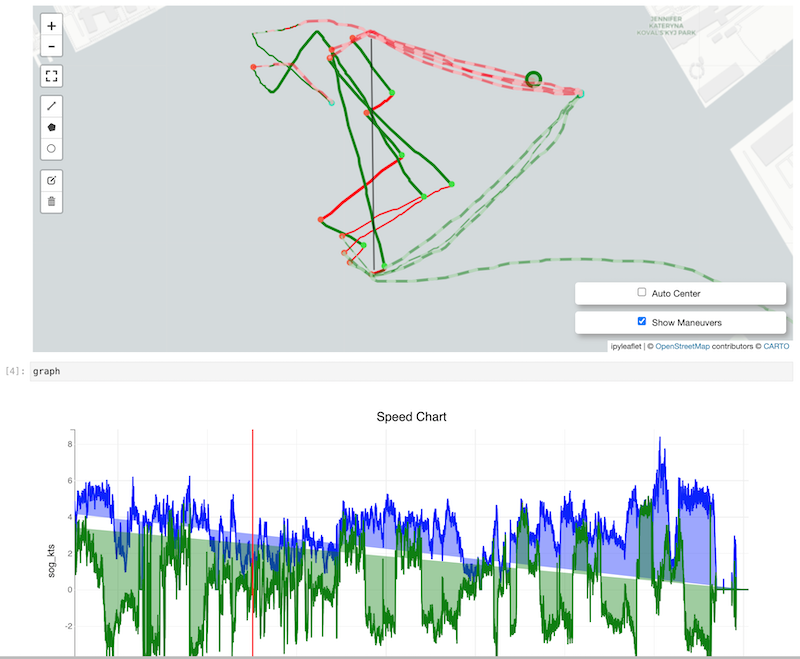 +
JENNIFER
KATERYNA
KOVAL'S'KYJ PARK
−
Auto Center
Show Maneuvers
ipyleaflet | © OpenStreetMap contributors © CARTO
[4]: graph
Speed Chart
8
6
4
2
0
-2
sog_kts